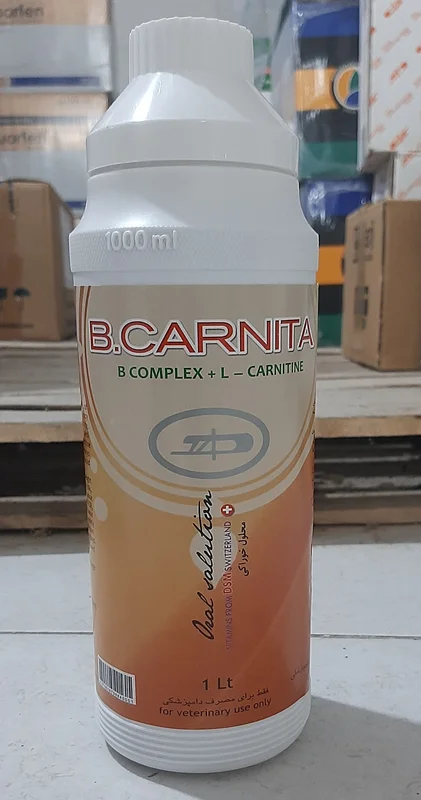 1000 ml
B.CARNITA
B COMPLEX + L – CARNITINE
Oral solution
VITAMINS FROM DSM SWITZERLAND
محلول خوراکی
1 Lt
فقط برای مصرف دامپزشکی
for veterinary use only